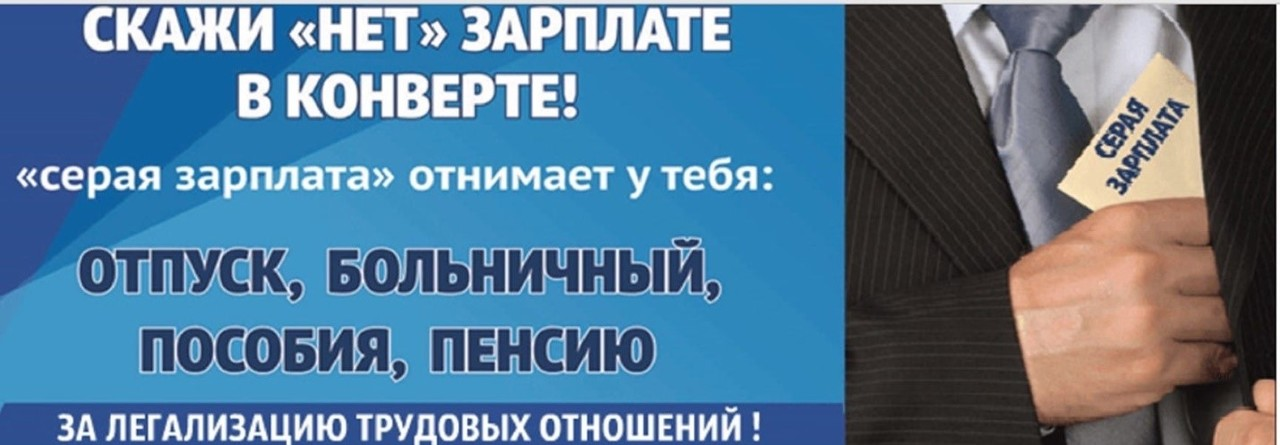 СКАЖИ «НЕТ» ЗАРПЛАТЕ
В КОНВЕРТЕ!
«серая зарплата» отнимает у тебя:
ОТПУСК, БОЛЬНИЧНЫЙ,
ПОСОБИЯ, ПЕНСИЮ
ЗА ЛЕГАЛИЗАЦИЮ ТРУДОВЫХ ОТНОШЕНИЙ !
СЕРАЯ
ЗАРПЛАТА